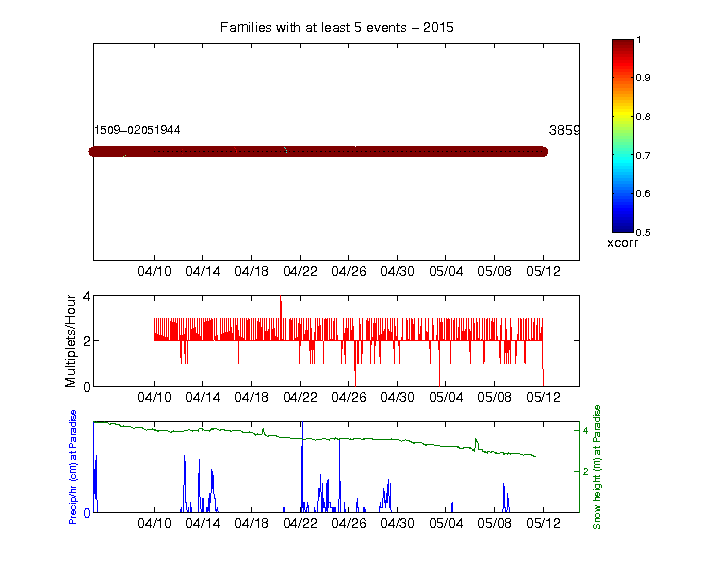 Families with at least 5 events – 2015
1509–02051944
3859
1
0.9
0.8
0.7
0.6
0.5
xcorr
04/10 04/14 04/18 04/22 04/26 04/30 05/04 05/08 05/12
Multiplets/Hour
4
2
0
04/10 04/14 04/18 04/22 04/26 04/30 05/04 05/08 05/12
Precip/hr (cm) at Paradise
0
4
2
Snow height (m) at Paradise
04/10 04/14 04/18 04/22 04/26 04/30 05/04 05/08 05/12